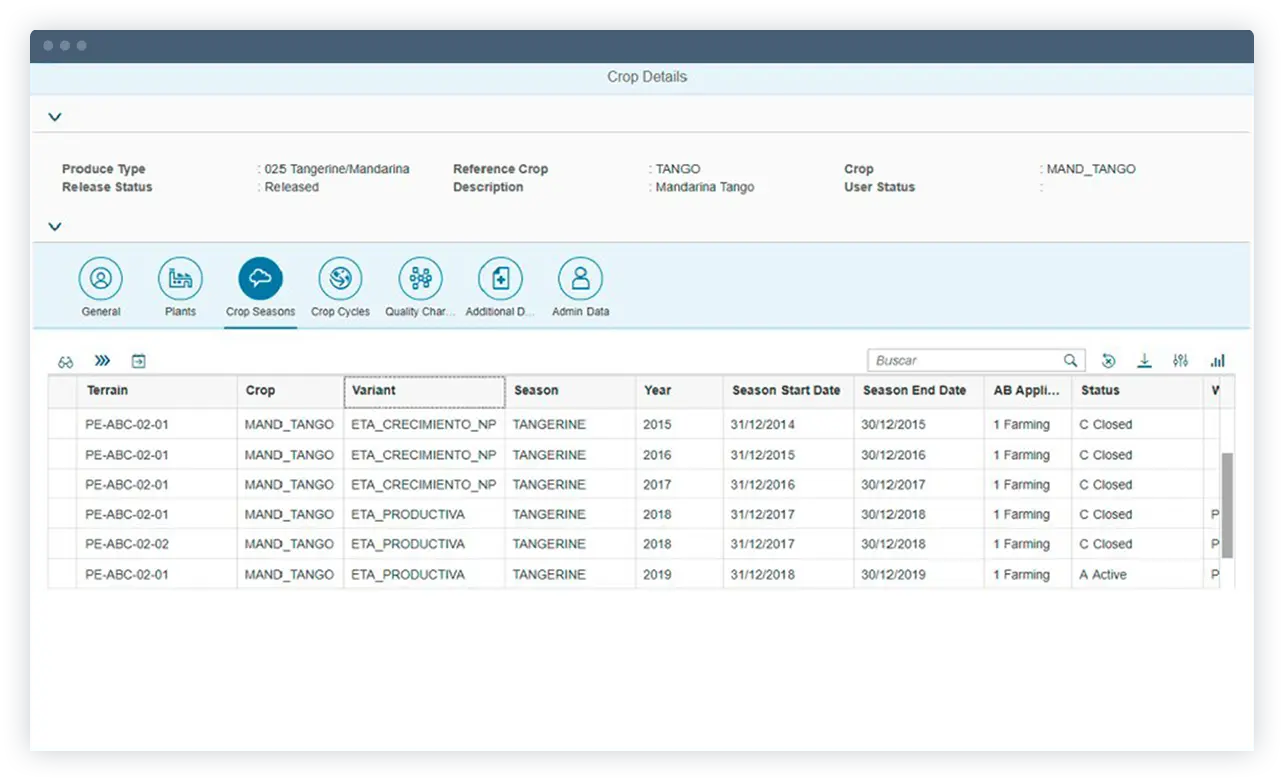 Crop Details
Produce Type : 025 Tangerine/Mandarina Reference Crop : TANGO Crop : MAND_TANGO
Release Status : Released Description : Mandarina Tango User Status :
General Plants Crop Seasons Crop Cycles Quality Char... Additional D... Admin Data
Buscar
Terrain Crop Variant Season Year Season Start Date Season End Date AB Appli... Status
PE-ABC-02-01 MAND_TANGO ETA_CRECIMIENTO_NP TANGERINE 2015 31/12/2014 30/12/2015 1 Farming C Closed
PE-ABC-02-01 MAND_TANGO ETA_CRECIMIENTO_NP TANGERINE 2016 31/12/2015 30/12/2016 1 Farming C Closed
PE-ABC-02-01 MAND_TANGO ETA_CRECIMIENTO_NP TANGERINE 2017 31/12/2016 30/12/2017 1 Farming C Closed
PE-ABC-02-01 MAND_TANGO ETA_PRODUCTIVA TANGERINE 2018 31/12/2017 30/12/2018 1 Farming C Closed P
PE-ABC-02-02 MAND_TANGO ETA_PRODUCTIVA TANGERINE 2018 31/12/2017 30/12/2018 1 Farming C Closed P
PE-ABC-02-01 MAND_TANGO ETA_PRODUCTIVA TANGERINE 2019 31/12/2018 30/12/2019 1 Farming A Active P